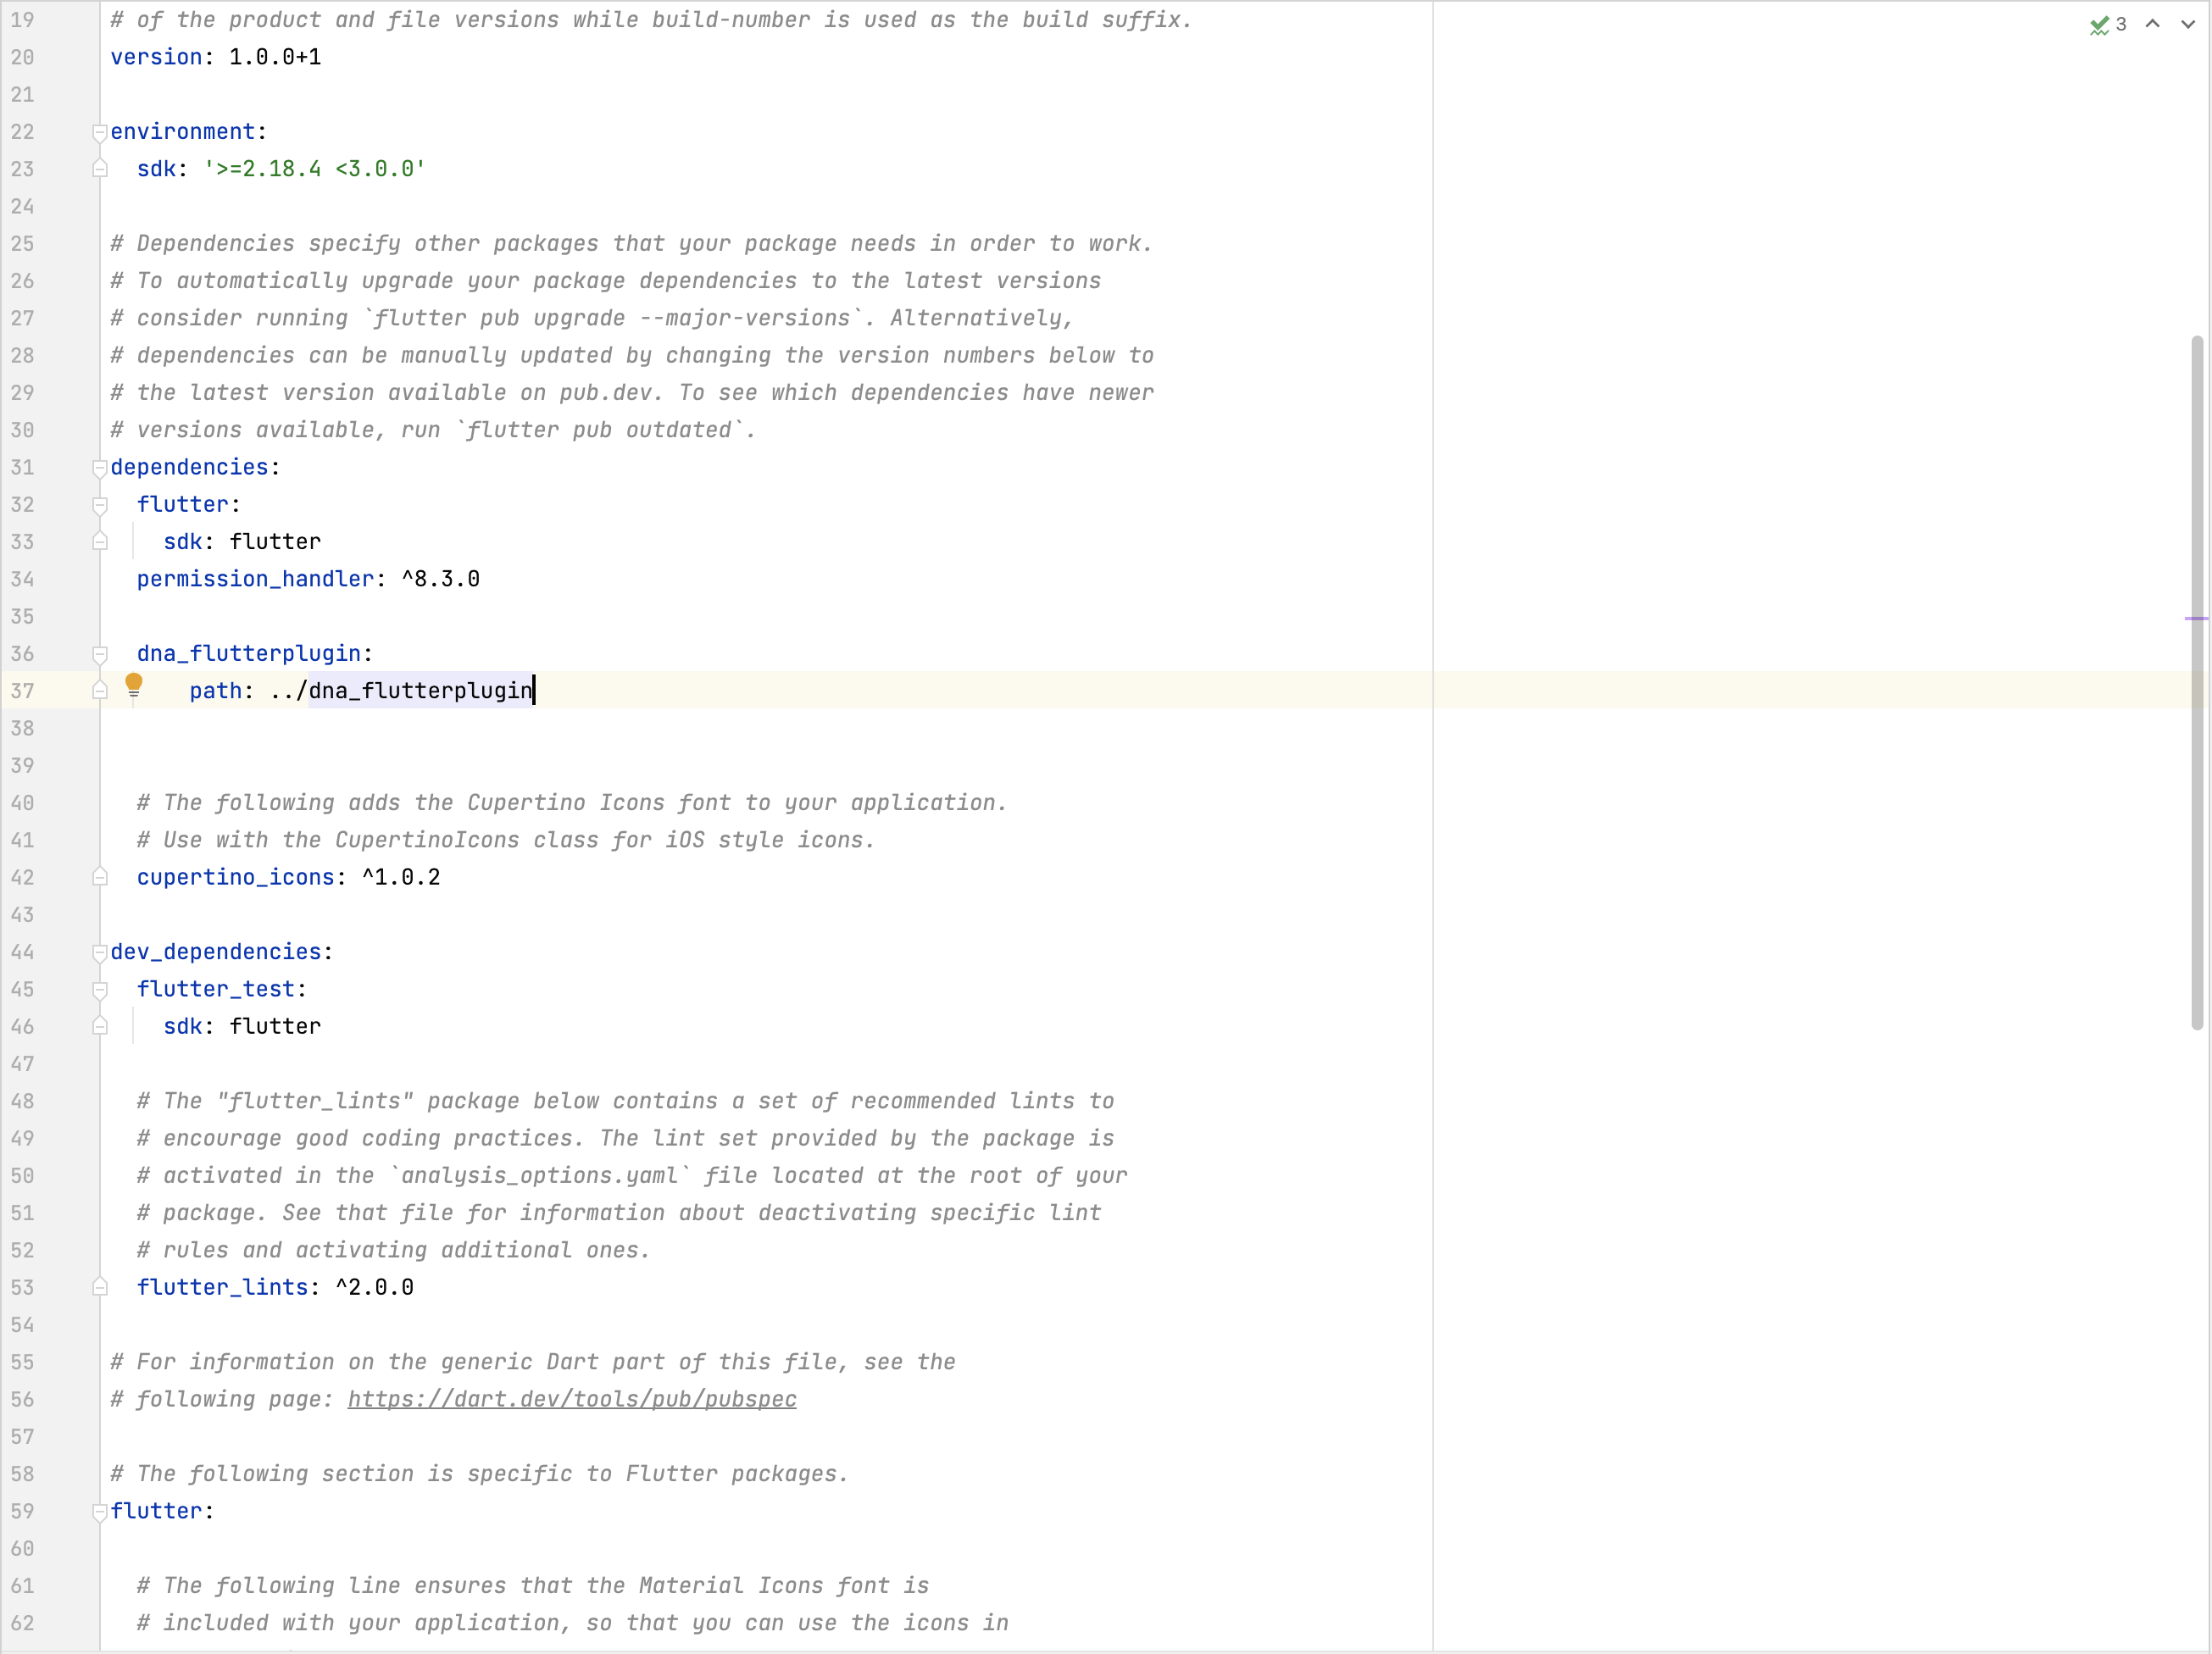 19 # of the product and file versions while build-number is used as the build suffix.
3
20 version: 1.0.0+1
21
22 environment:
23   sdk: '>=2.18.4 <3.0.0'
24
25 # Dependencies specify other packages that your package needs in order to work.
26 # To automatically upgrade your package dependencies to the latest versions
27 # consider running `flutter pub upgrade --major-versions`. Alternatively,
28 # dependencies can be manually updated by changing the version numbers below to
29 # the latest version available on pub.dev. To see which dependencies have newer
30 # versions available, run `flutter pub outdated`.
31 dependencies:
32   flutter:
33     sdk: flutter
34   permission_handler: ^8.3.0
35
36   dna_flutterplugin:
37       path: ../dna_flutterplugin
38
39
40   # The following adds the Cupertino Icons font to your application.
41   # Use with the CupertinoIcons class for iOS style icons.
42   cupertino_icons: ^1.0.2
43
44 dev_dependencies:
45   flutter_test:
46     sdk: flutter
47
48   # The "flutter_lints" package below contains a set of recommended lints to
49   # encourage good coding practices. The lint set provided by the package is
50   # activated in the `analysis_options.yaml` file located at the root of your
51   # package. See that file for information about deactivating specific lint
52   # rules and activating additional ones.
53   flutter_lints: ^2.0.0
54
55 # For information on the generic Dart part of this file, see the
56 # following page: https://dart.dev/tools/pub/pubspec
57
58 # The following section is specific to Flutter packages.
59 flutter:
60
61   # The following line ensures that the Material Icons font is
62   # included with your application, so that you can use the icons in